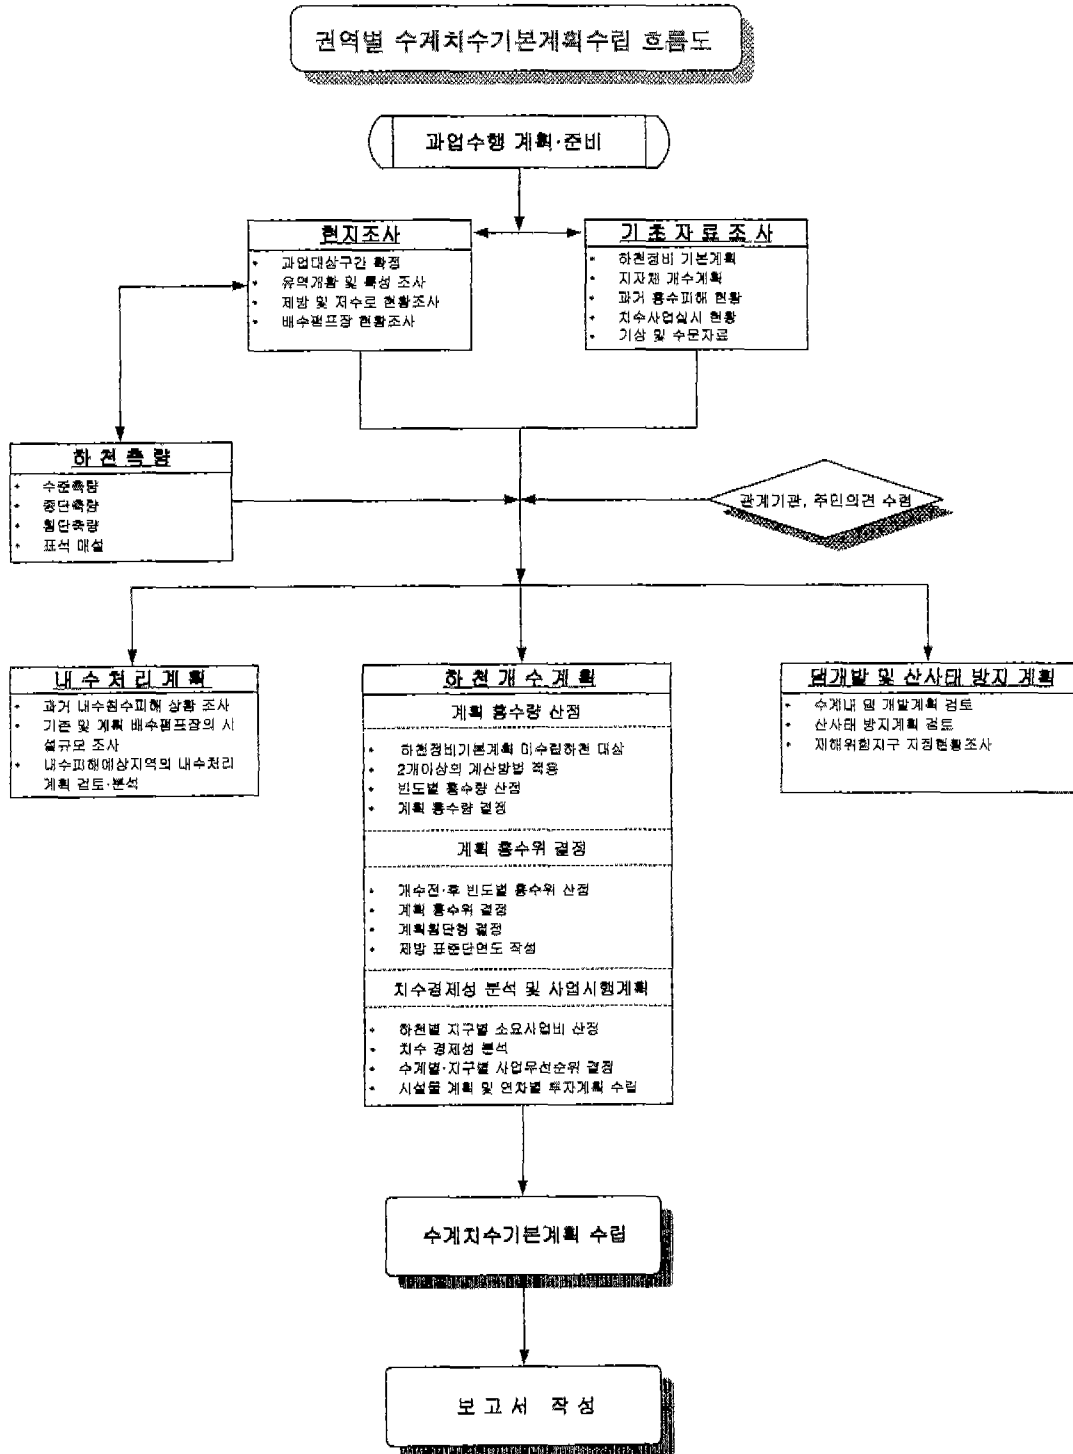 권역별 수계치수기본계획수립 흐름도
과업수행 계획·준비
현지조사
• 과업대상구간 확정
• 유역개황 및 특성 조사
• 제방 및 저수로 현황조사
• 배수펌프장 현황조사
기 초 자 료 조 사
• 하천정비 기본계획
• 지자체 개수계획
• 과거 홍수피해 현황
• 치수사업실시 현황
• 기상 및 수문자료
하 천 측 량
• 수준측량
• 종단측량
• 횡단측량
• 표석 매설
관계기관, 주민의견 수렴
내 수 처 리 계 획
• 과거 내수침수피해 상황 조사
• 기존 및 계획 배수펌프장의 시
설규모 조사
• 내수피해예상지역의 내수처리
계획 검토·분석
하 천 개 수 계 획
계획 홍수량 산정
• 하천정비기본계획 미수립하천 대상
• 2개이상의 계산방법 적용
• 빈도별 홍수량 산정
• 계획 홍수량 결정
계획 홍수위 결정
• 개수전·후 빈도별 홍수위 산정
• 계획 홍수위 결정
• 계획횡단형 결정
• 제방 표준단면도 작성
치수경제성 분석 및 사업시행계획
• 하천별 지구별 소요사업비 산정
• 치수 경제성 분석
• 수계별·지구별 사업우선순위 결정
• 시설물 계획 및 연차별 투자계획 수립
댐개발 및 산사태 방지 계획
• 수계내 댐 개발계획 검토
• 산사태 방지계획 검토
• 재해위험지구 지정현황조사
수계치수기본계획 수립
보 고 서 작 성